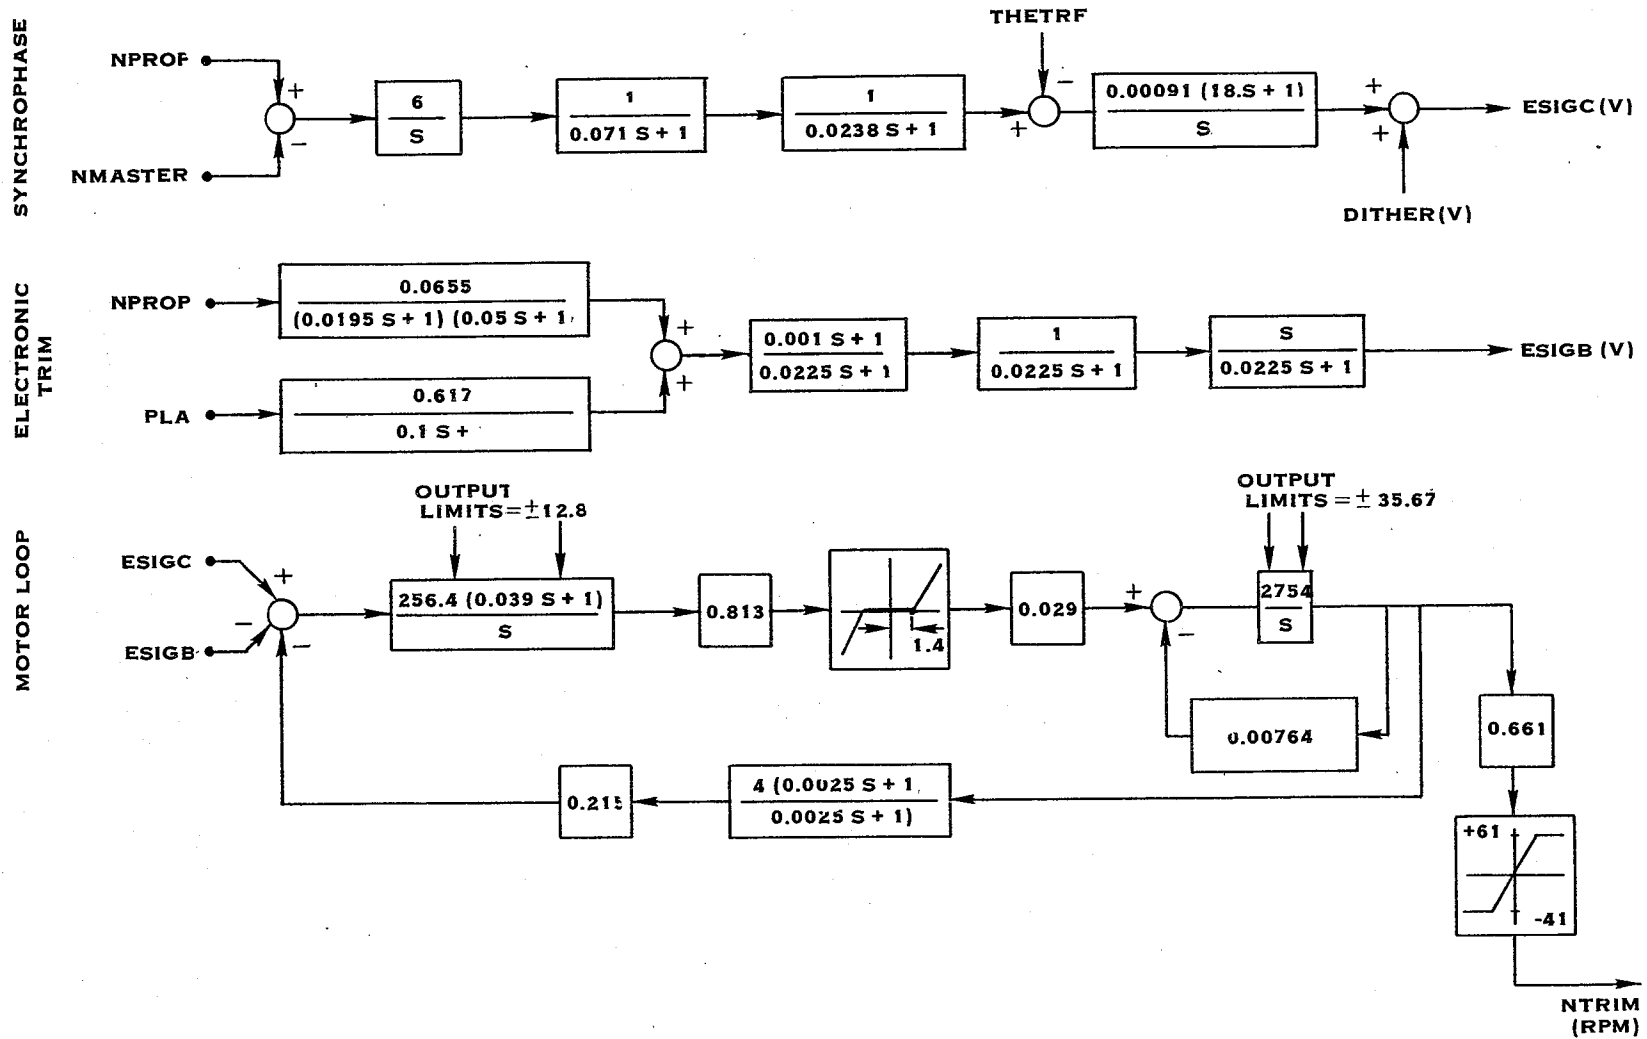 SYNCHROPHASE
THETRF
NPROP
+
−
NMASTER
6
S
1
0.071 S + 1
1
0.0238 S + 1
−
+
0.00091 (18.S + 1)
S
+
+
ESIGC (V)
DITHER (V)
ELECTRONIC
TRIM
NPROP
0.0655
(0.0195 S + 1) (0.05 S + 1
PLA
0.617
0.1 S +
+
+
0.001 S + 1
0.0225 S + 1
1
0.0225 S + 1
S
0.0225 S + 1
ESIGB (V)
MOTOR LOOP
OUTPUT
LIMITS = ± 12.8
OUTPUT
LIMITS = ± 35.67
ESIGC
+
−
−
ESIGB
256.4 (0.039 S + 1)
S
0.813
1.4
0.029
+
−
2754
S
0.00764
0.661
4 (0.0025 S + 1
0.0025 S + 1)
0.215
+61
-41
NTRIM
(RPM)